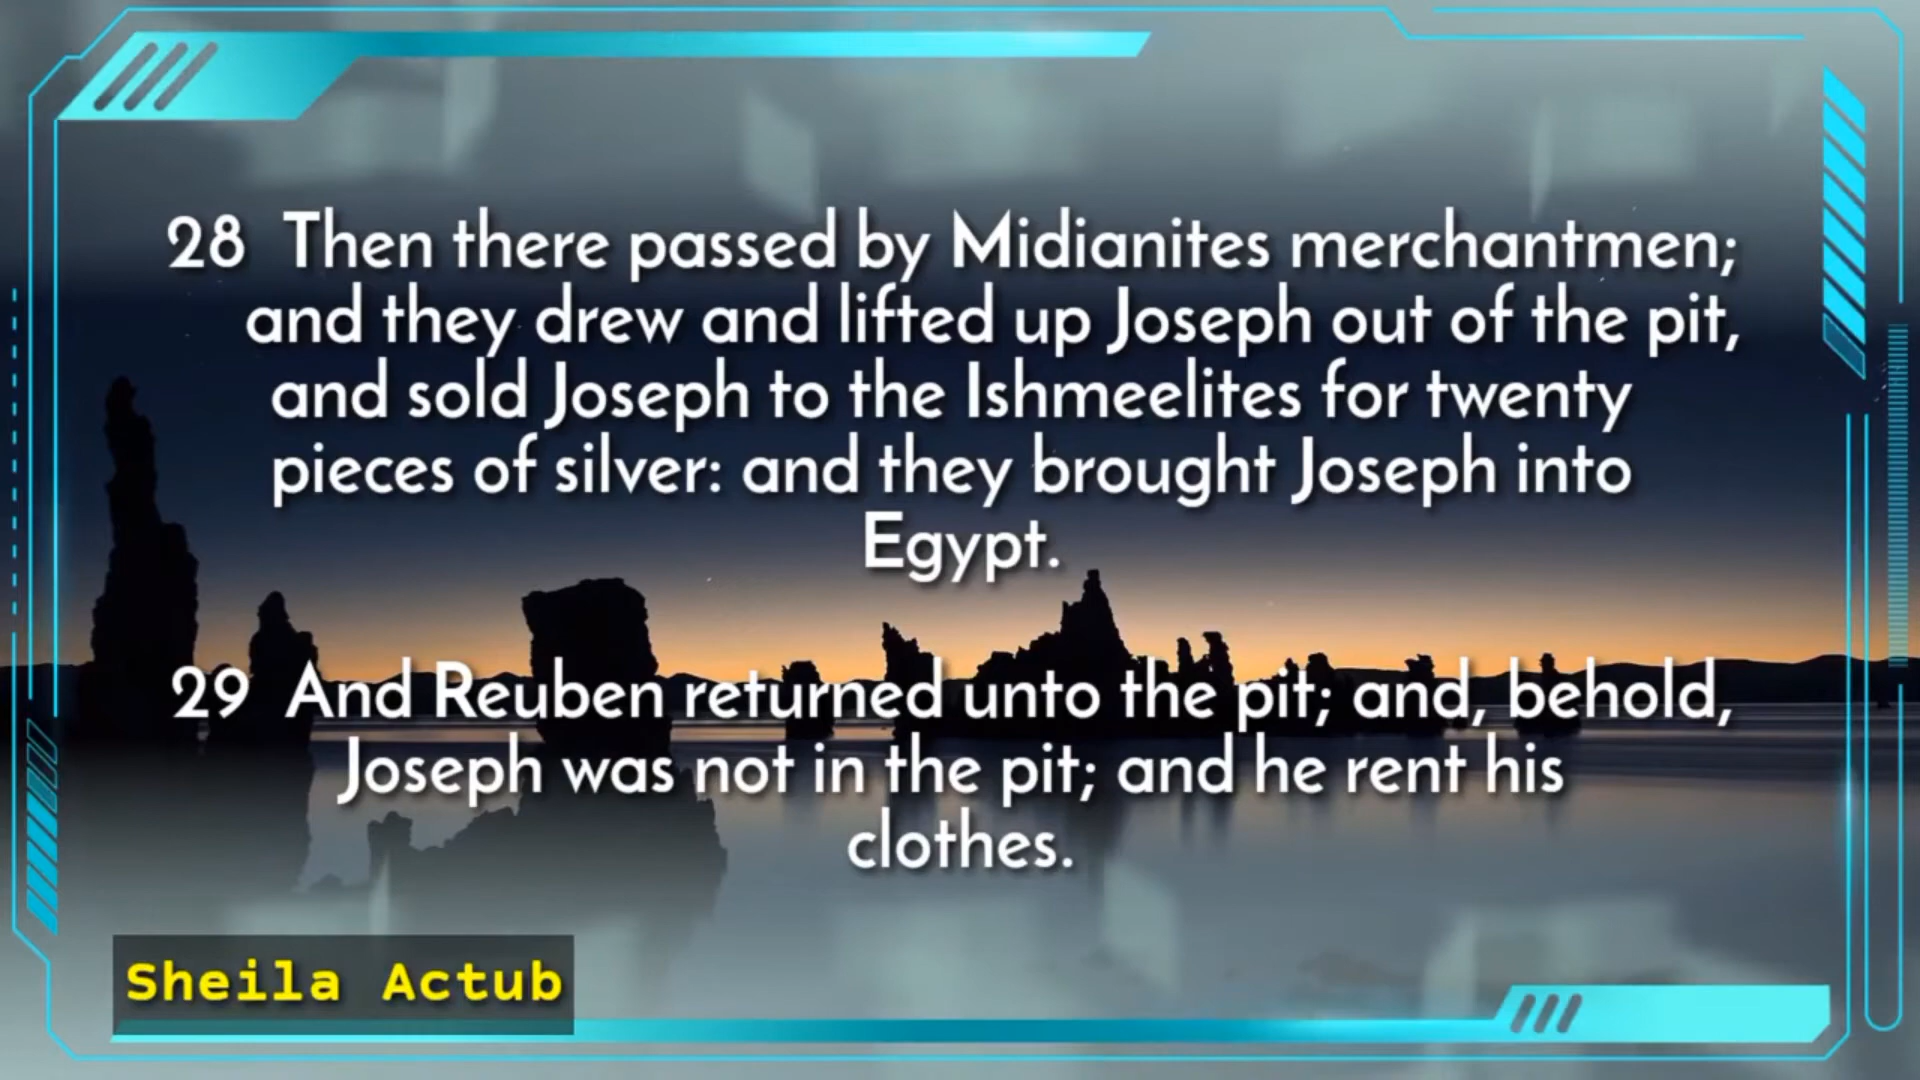 28 Then there passed by Midianites merchantmen;
and they drew and lifted up Joseph out of the pit,
and sold Joseph to the Ishmeelites for twenty
pieces of silver: and they brought Joseph into
Egypt.
29 And Reuben returned unto the pit; and, behold,
Joseph was not in the pit; and he rent his
clothes.
Sheila Actub